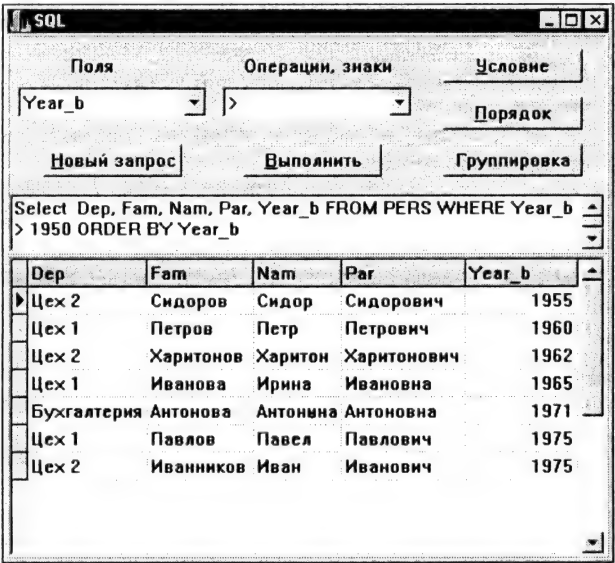 SQL
Поля Операции, знаки Условие
Year_b >
Порядок
Новый запрос Выполнить Группировка
Select Dep, Fam, Nam, Par, Year_b FROM PERS WHERE Year_b
> 1950 ORDER BY Year_b
Dep Fam Nam Par Year_b
Цех 2 Сидоров Сидор Сидорович 1955
Цех 1 Петров Петр Петрович 1960
Цех 2 Харитонов Харитон Харитонович 1962
Цех 1 Иванова Ирина Ивановна 1965
Бухгалтерия Антонова Антонина Антоновна 1971
Цех 1 Павлов Павел Павлович 1975
Цех 2 Иванников Иван Иванович 1975